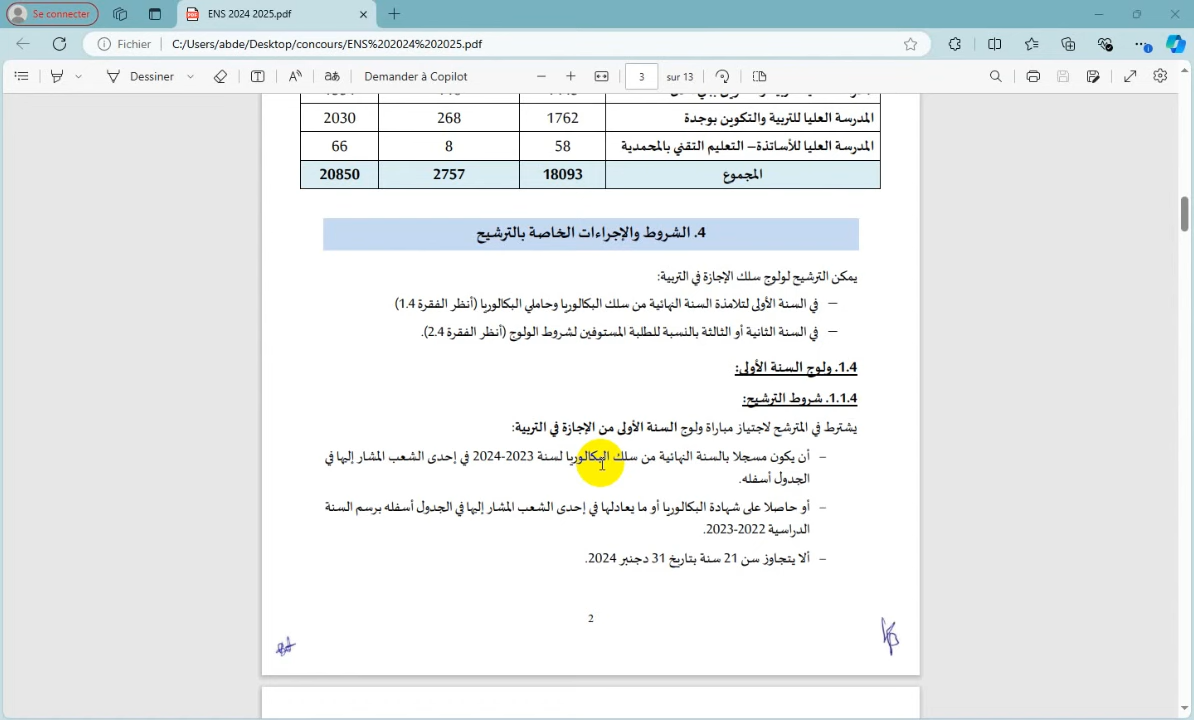 Se connecter
ENS 2024 2025.pdf
Fichier
C:/Users/abde/Desktop/concours/ENS%202024%202025.pdf
Dessiner
Demander à Copilot
3
sur 13
المدرسة العليا للتربية والتكوين بوجدة 1762 268 2030
المدرسة العليا للأساتذة– التعليم التقني بالمحمدية 58 8 66
المجموع 18093 2757 20850
4. الشروط والإجراءات الخاصة بالترشيح
يمكن الترشيح لولوج سلك الإجازة في التربية:
– في السنة الأولى لتلامذة السنة النهائية من سلك البكالوريا وحاملي البكالوريا (أنظر الفقرة 1.4)
– في السنة الثانية أو الثالثة بالنسبة للطلبة المستوفين لشروط الولوج (أنظر الفقرة 2.4).
1.4. ولوج السنة الأولى:
1.1.4. شروط الترشيح:
يشترط في المترشح لاجتياز مباراة ولوج السنة الأولى من الإجازة في التربية:
– أن يكون مسجلا بالسنة النهائية من سلك البكالوريا لسنة 2023-2024 في إحدى الشعب المشار إليها في
الجدول أسفله.
– أو حاصلا على شهادة البكالوريا أو ما يعادلها في إحدى الشعب المشار إليها في الجدول أسفله برسم السنة
الدراسية 2022-2023.
– ألا يتجاوز سن 21 سنة بتاريخ 31 دجنبر 2024.
2